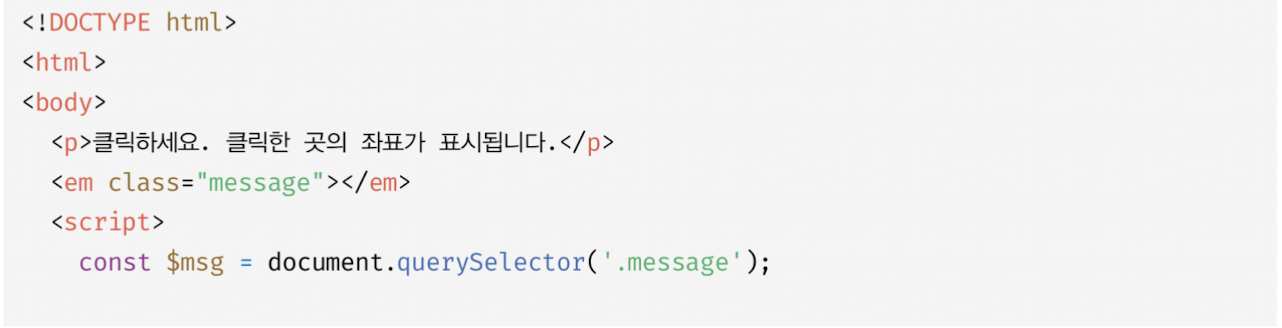 <!DOCTYPE html>
<html>
<body>
  <p>클릭하세요. 클릭한 곳의 좌표가 표시됩니다.</p>
  <em class="message"></em>
  <script>
    const $msg = document.querySelector('.message');